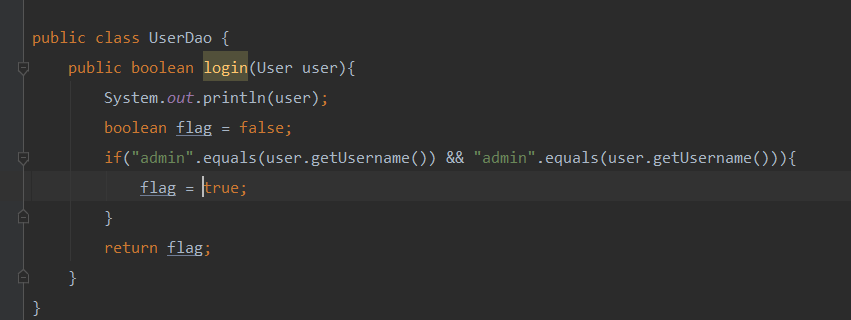 public class UserDao {
public boolean login(User user){
System.out.println(user);
boolean flag = false;
if("admin".equals(user.getUsername()) && "admin".equals(user.getUsername())){
flag = true;
}
return flag;
}
}